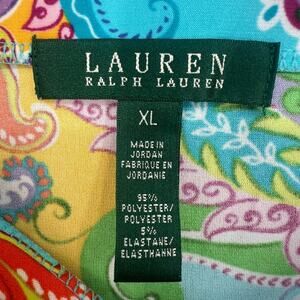 LAUREN
RALPH LAUREN
XL
MADE IN
JORDAN
FABRIQUE EN
JORDANIE
95%
POLYESTER/
POLYESTER
5%
ELASTANE/
ELASTHANNE